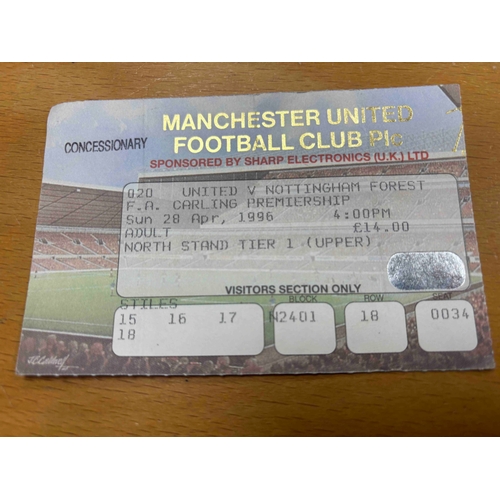 MANCHESTER UNITED
FOOTBALL CLUB Plc
CONCESSIONARY
SPONSORED BY SHARP ELECTRONICS (U.K.) LTD
020 UNITED V NOTTINGHAM FOREST
F.A. CARLING PREMIERSHIP
Sun 28 Apr, 1996 4:00PM
ADULT £14.00
NORTH STAND TIER 1 (UPPER)
VISITORS SECTION ONLY
STILES BLOCK ROW SEAT
15 16 17 N2401 18 0034
18